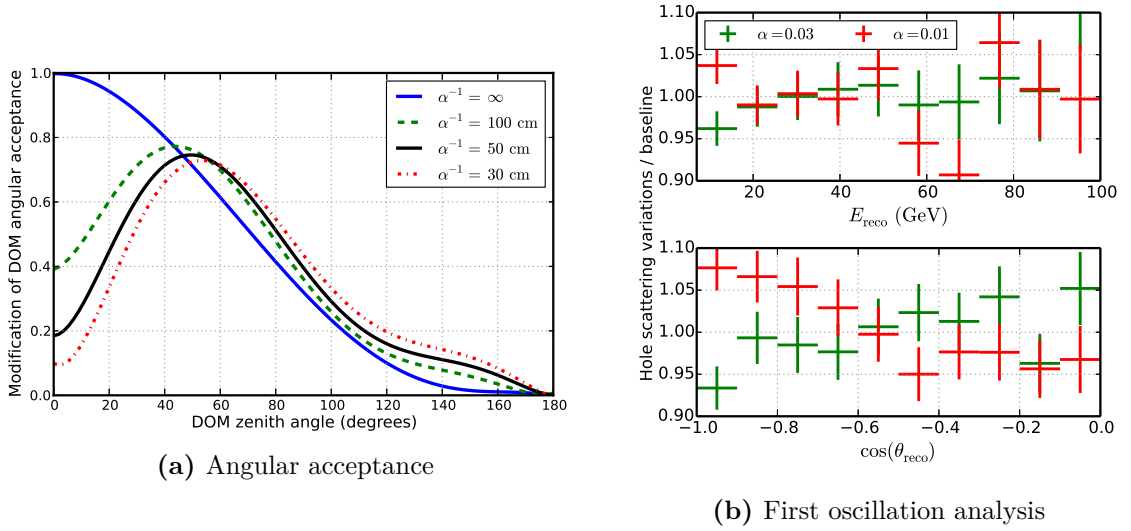 Modification of DOM angular acceptance
1.0
0.8
0.6
0.4
0.2
0.0
0 20 40 60 80 100 120 140 160 180
DOM zenith angle (degrees)
α⁻¹ = ∞
α⁻¹ = 100 cm
α⁻¹ = 50 cm
α⁻¹ = 30 cm
(a) Angular acceptance
Hole scattering variations / baseline
1.10
1.05
1.00
0.95
0.90
α=0.03 α=0.01
20 40 60 80 100
E_reco (GeV)
1.10
1.05
1.00
0.95
0.90
−1.0 −0.8 −0.6 −0.4 −0.2 0.0
cos(θ_reco)
(b) First oscillation analysis